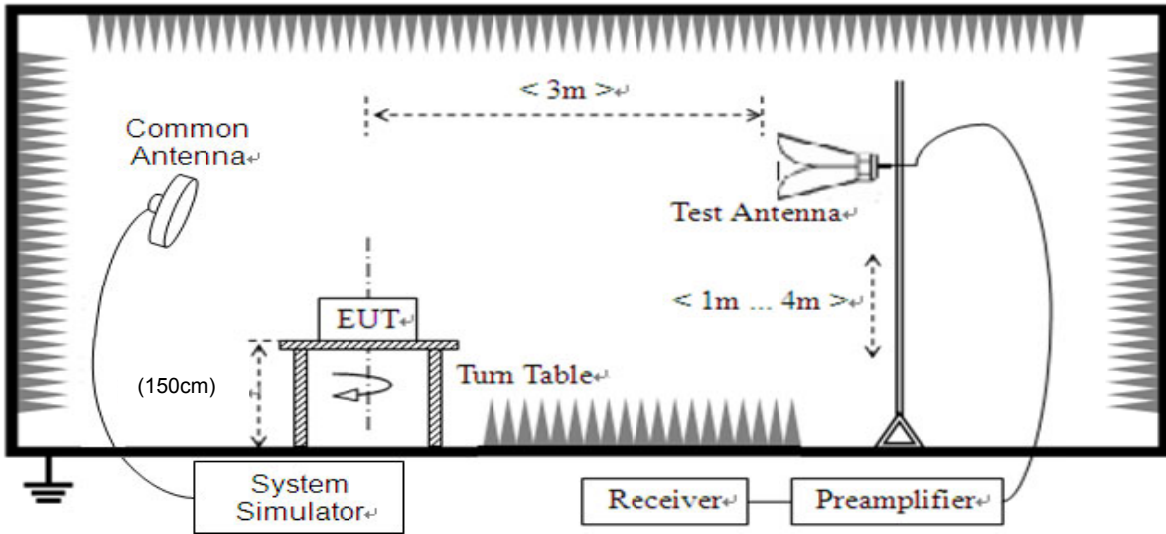 < 3m >↵
Common
Antenna↵
Test Antenna↵
< 1m ... 4m >↵
EUT↵
(150cm)
Turn Table↵
System
Simulator↵
Receiver↵
Preamplifier↵